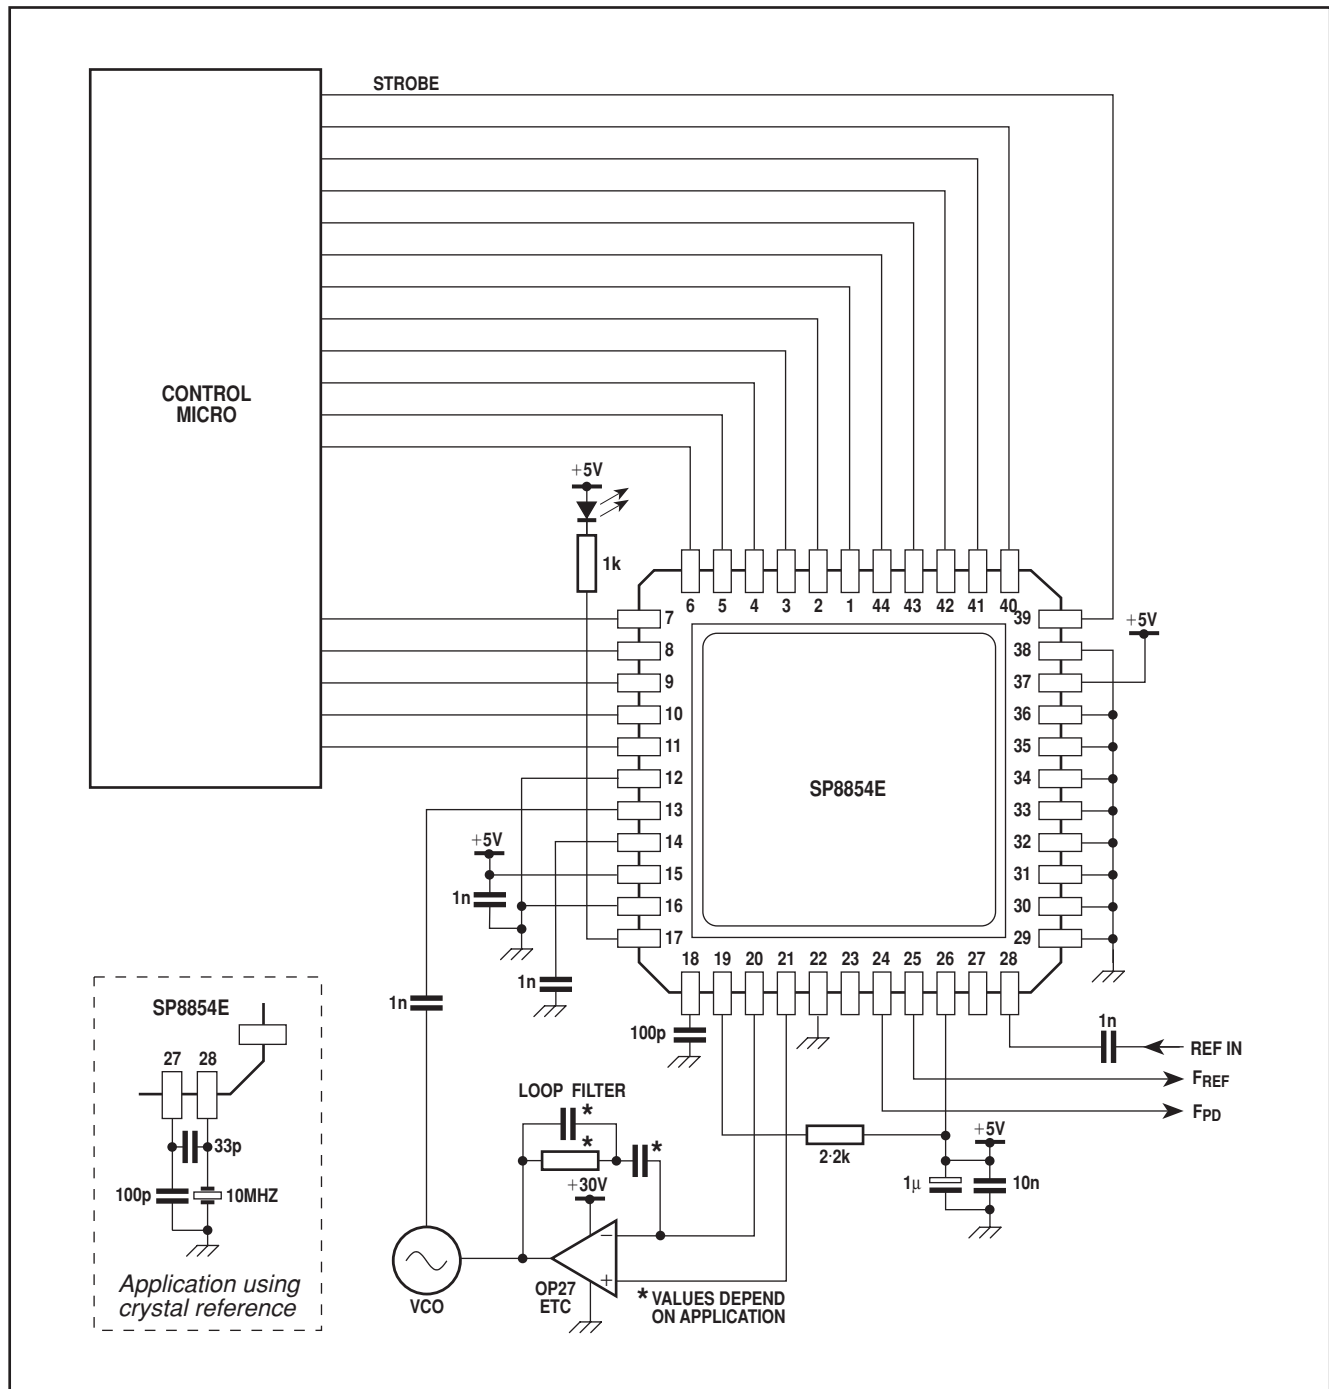 STROBE
CONTROL
MICRO
+5V
1k
6 5 4 3 2 1 44 43 42 41 40
7
8
9
10
11
12
13
14
15
16
17
39
38
37
36
35
34
33
32
31
30
29
+5V
SP8854E
+5V
1n
1n
1n
18 19 20 21 22 23 24 25 26 27 28
100p
1n
REF IN
FREF
FPD
+5V
2·2k
1µ
10n
LOOP FILTER
*
*
*
+30V
−
+
OP27
ETC
VCO
* VALUES DEPEND
ON APPLICATION
SP8854E
27 28
33p
100p
10MHZ
Application using
crystal reference